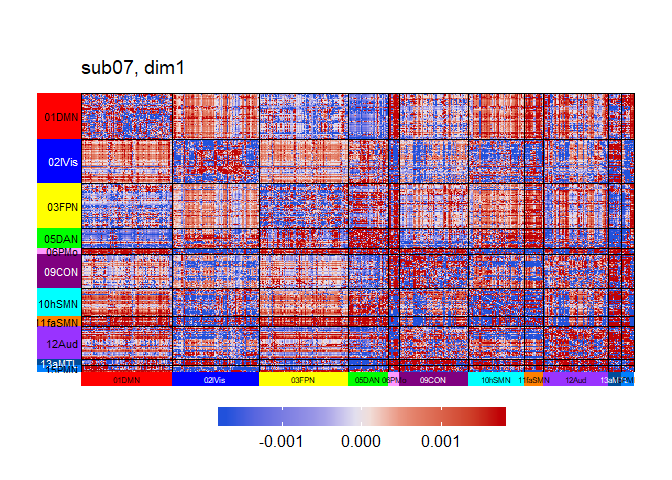 sub07, dim1
01DMN
02lVis
03FPN
05DAN
09CON
10hSMN
11faSMN
12Aud
01DMN
02lVis
03FPN
05DAN
09CON
10hSMN
11faSMN
12Aud
-0.001
0.000
0.001